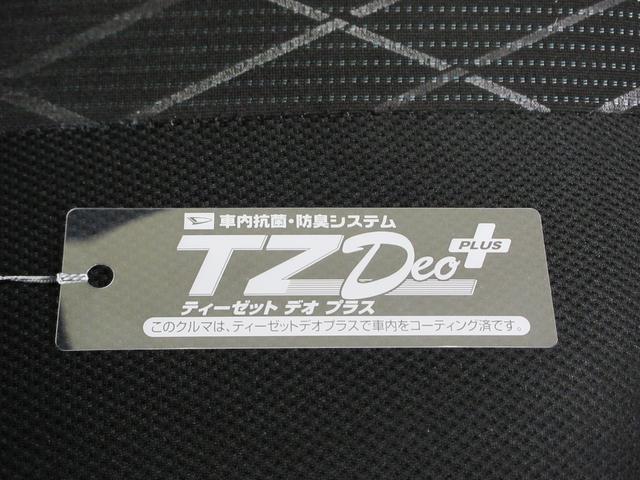 車内抗菌・防臭システム
TZ Deo PLUS
ティーゼット デオ プラス
このクルマは、ティーゼットデオプラスで車内をコーティング済です。